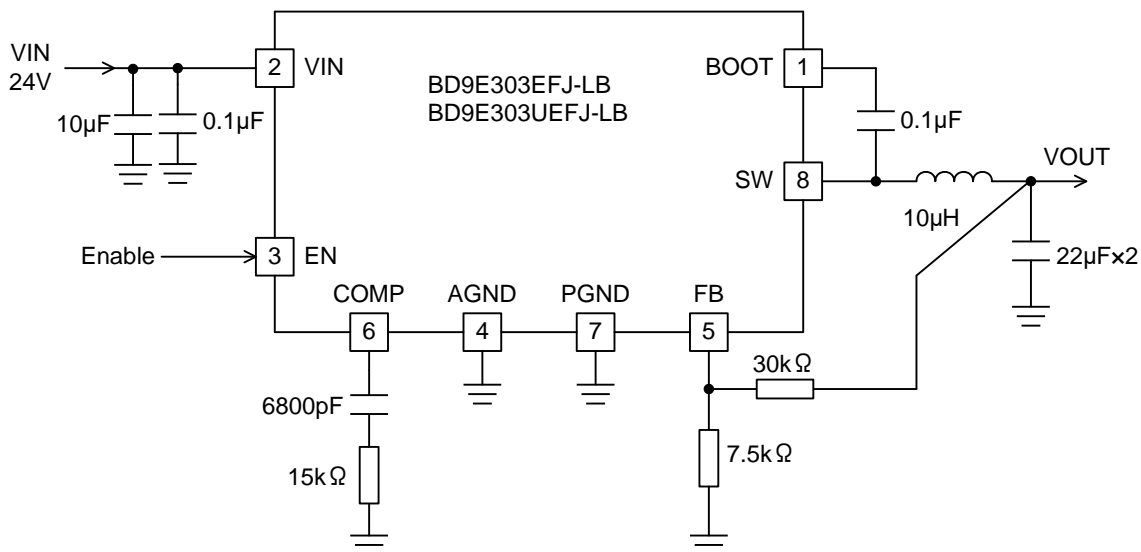 VIN
24V
10µF
0.1µF
2
VIN
BD9E303EFJ-LB
BD9E303UEFJ-LB
BOOT
1
0.1µF
SW
8
VOUT
10µH
22µF×2
Enable
3
EN
COMP
AGND
PGND
FB
6
4
7
5
30kΩ
6800pF
7.5kΩ
15kΩ